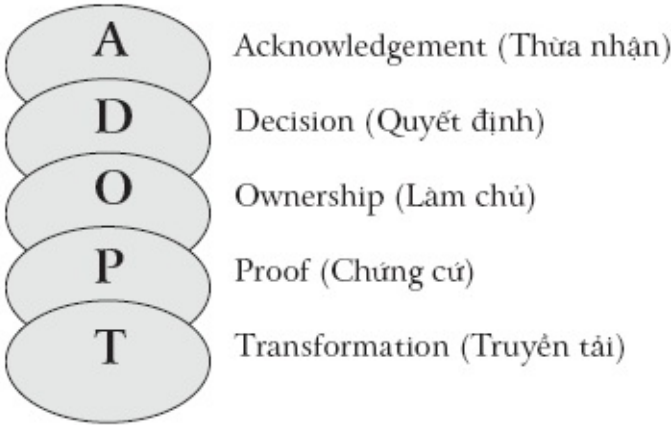 A Acknowledgement (Thừa nhận)
D Decision (Quyết định)
O Ownership (Làm chủ)
P Proof (Chứng cứ)
T Transformation (Truyền tải)